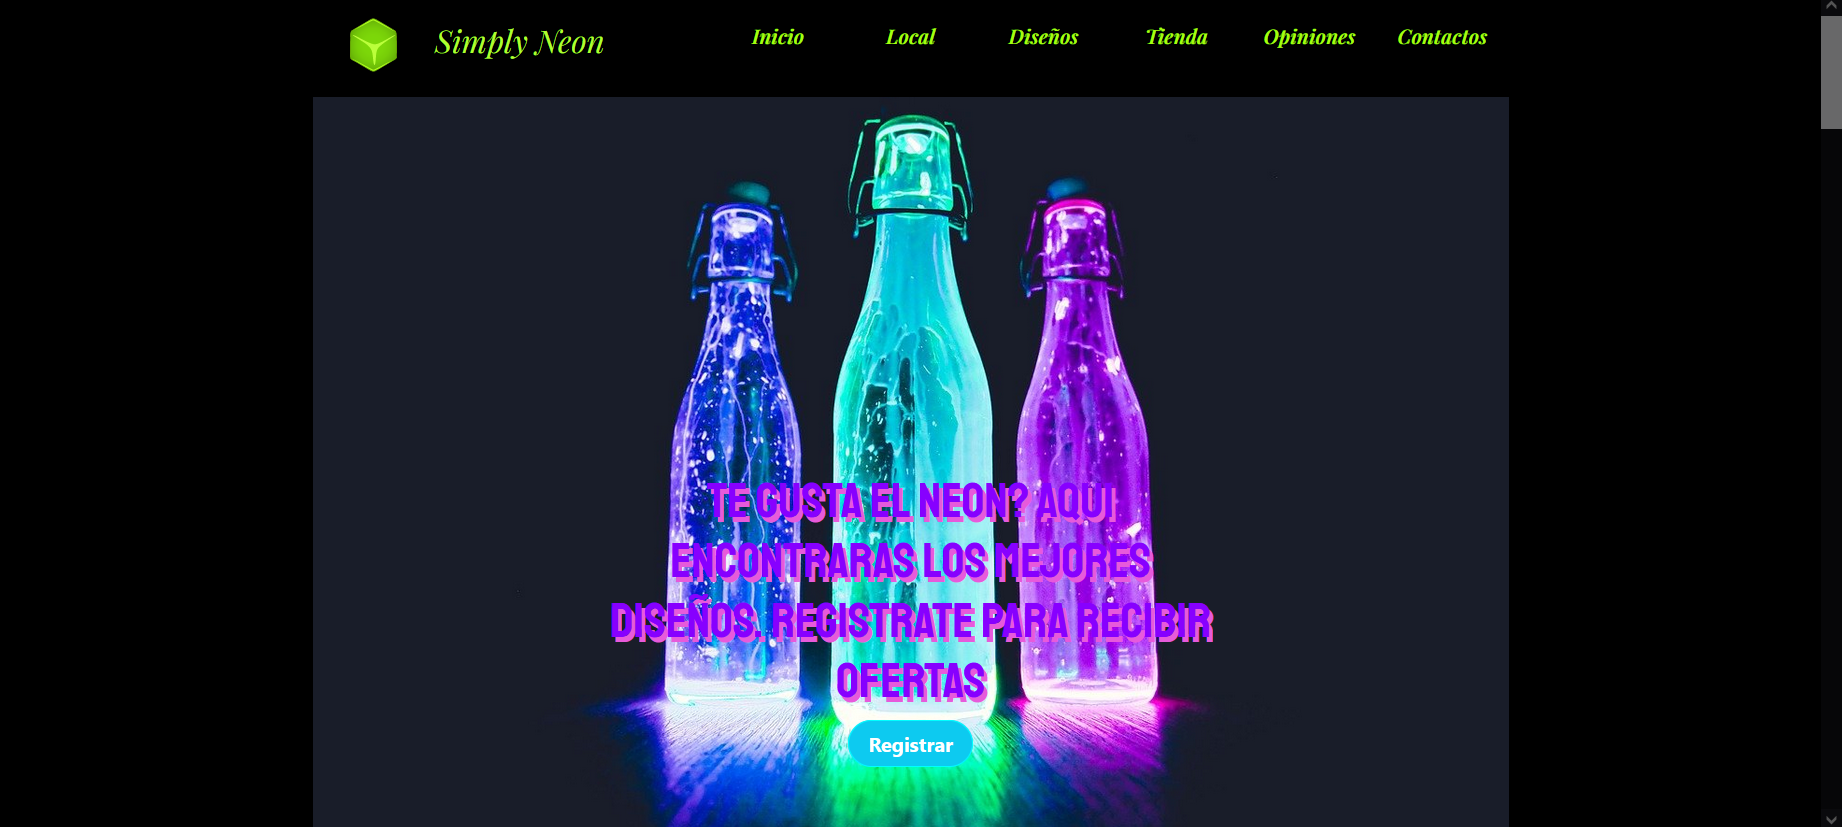 Simply Neon
Inicio Local Diseños Tienda Opiniones Contactos
TE GUSTA EL NEON? AQUI
ENCONTRARAS LOS MEJORES
DISEÑOS. REGISTRATE PARA RECIBIR
OFERTAS
Registrar